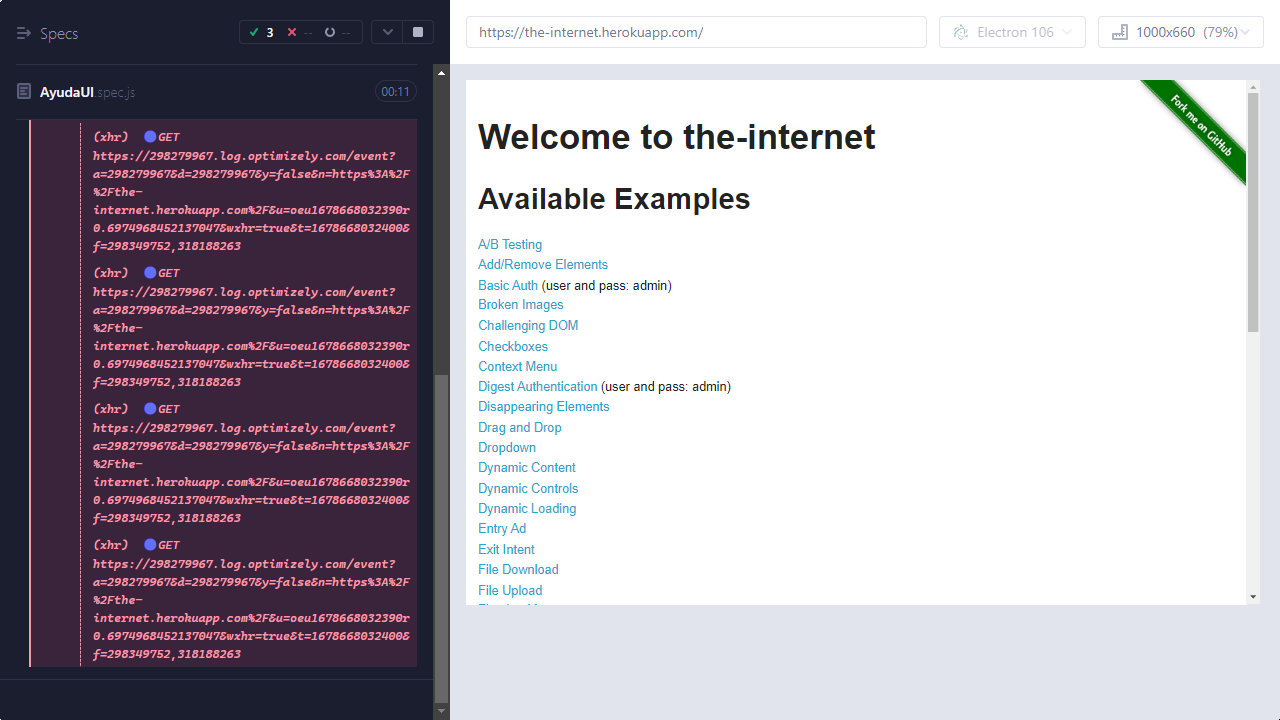 Specs
3 -- --
AyudaUI.spec.js
00:11
(xhr) GET
https://298279967.log.optimizely.com/event?
a=298279967&d=298279967&y=false&n=https%3A%2F
%2Fthe-
internet.herokuapp.com%2F&u=oeu1678668032390r
0.6974968452137047&wxhr=true&t=1678668032400&
f=298349752,318188263
(xhr) GET
https://298279967.log.optimizely.com/event?
a=298279967&d=298279967&y=false&n=https%3A%2F
%2Fthe-
internet.herokuapp.com%2F&u=oeu1678668032390r
0.6974968452137047&wxhr=true&t=1678668032400&
f=298349752,318188263
(xhr) GET
https://298279967.log.optimizely.com/event?
a=298279967&d=298279967&y=false&n=https%3A%2F
%2Fthe-
internet.herokuapp.com%2F&u=oeu1678668032390r
0.6974968452137047&wxhr=true&t=1678668032400&
f=298349752,318188263
(xhr) GET
https://298279967.log.optimizely.com/event?
a=298279967&d=298279967&y=false&n=https%3A%2F
%2Fthe-
internet.herokuapp.com%2F&u=oeu1678668032390r
0.6974968452137047&wxhr=true&t=1678668032400&
f=298349752,318188263
https://the-internet.herokuapp.com/
Electron 106
1000x660 (79%)
Fork me on GitHub
Welcome to the-internet
Available Examples
A/B Testing
Add/Remove Elements
Basic Auth (user and pass: admin)
Broken Images
Challenging DOM
Checkboxes
Context Menu
Digest Authentication (user and pass: admin)
Disappearing Elements
Drag and Drop
Dropdown
Dynamic Content
Dynamic Controls
Dynamic Loading
Entry Ad
Exit Intent
File Download
File Upload